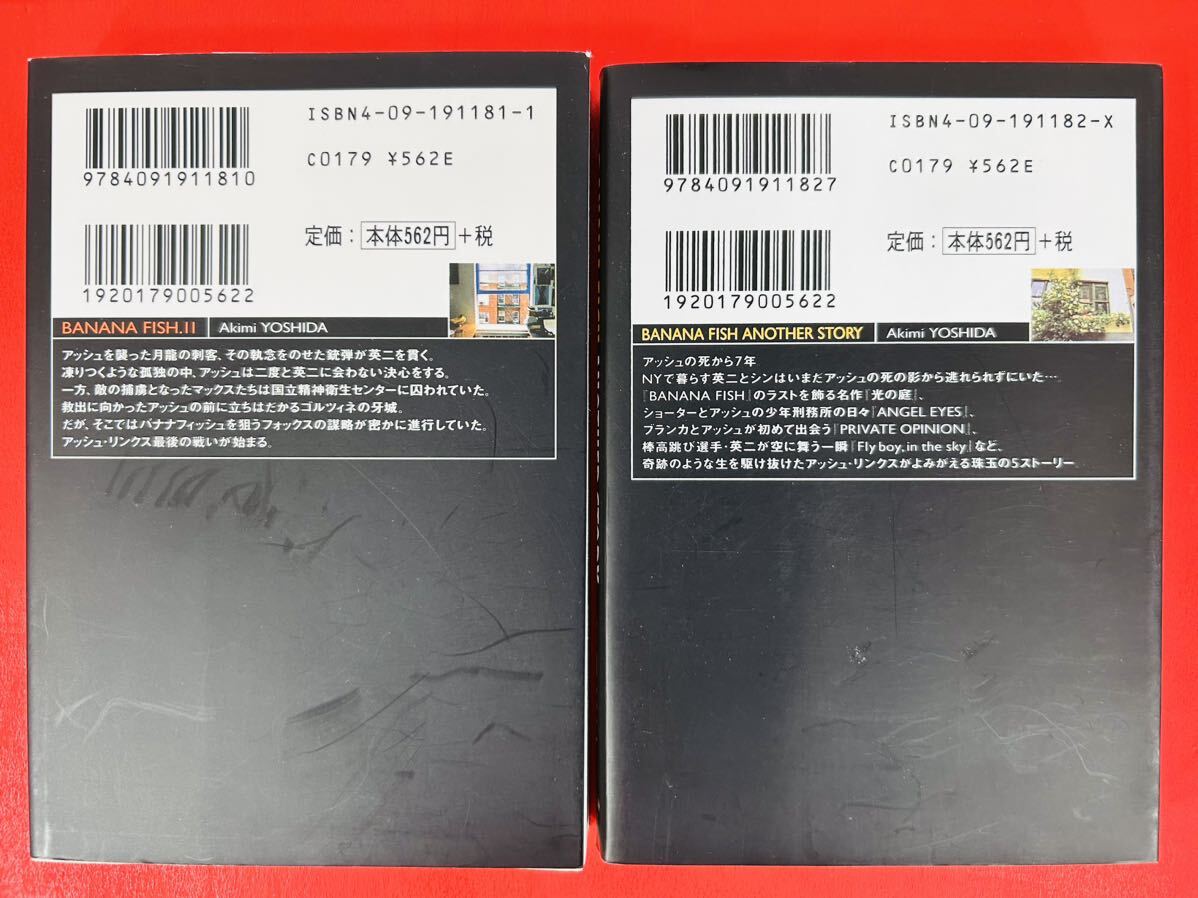 ISBN4-09-191181-1
C0179 ¥562E
9784091911810
定価：本体562円+税
1920179005622
BANANA FISH.11 Akimi YOSHIDA
アッシュを襲った月龍の刺客、その執念をのせた銃弾が英二を貫く。
凍りつくような孤独の中、アッシュは二度と英二に会わない決心をする。
一方、敵の捕虜となったマックスたちは国立精神衛生センターに囚われていた。
救出に向かったアッシュの前に立ちはだかるゴルツィネの牙城。
だが、そこではバナナフィッシュを狙うフォックスの謀略が密かに進行していた。
アッシュ・リンクス最後の戦いが始まる。
ISBN4-09-191182-X
C0179 ¥562E
9784091911827
定価：本体562円+税
1920179005622
BANANA FISH ANOTHER STORY Akimi YOSHIDA
アッシュの死から7年
NYで暮らす英二とシンはいまだアッシュの死の影から逃れられずにいた…。
『BANANA FISH』のラストを飾る名作『光の庭』、
ショーターとアッシュの少年刑務所の日々『ANGEL EYES』、
ブランカとアッシュが初めて出会う『PRIVATE OPINION』、
棒高跳び選手・英二が空に舞う一瞬『Fly boy, in the sky』など、
奇跡のような生を駆け抜けたアッシュ・リンクスがよみがえる珠玉の5ストーリー